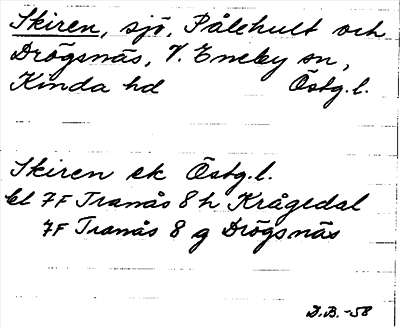 Skiren, sjö, Pålehult och
Drögsnäs, V. Eneby sn,
Kinda hd Östg.l.
Skiren ek Östg.l.
bl 7F Tranås 8 h Krågedal
7F Tranås 8 g Drögsnäs
D.B.-58